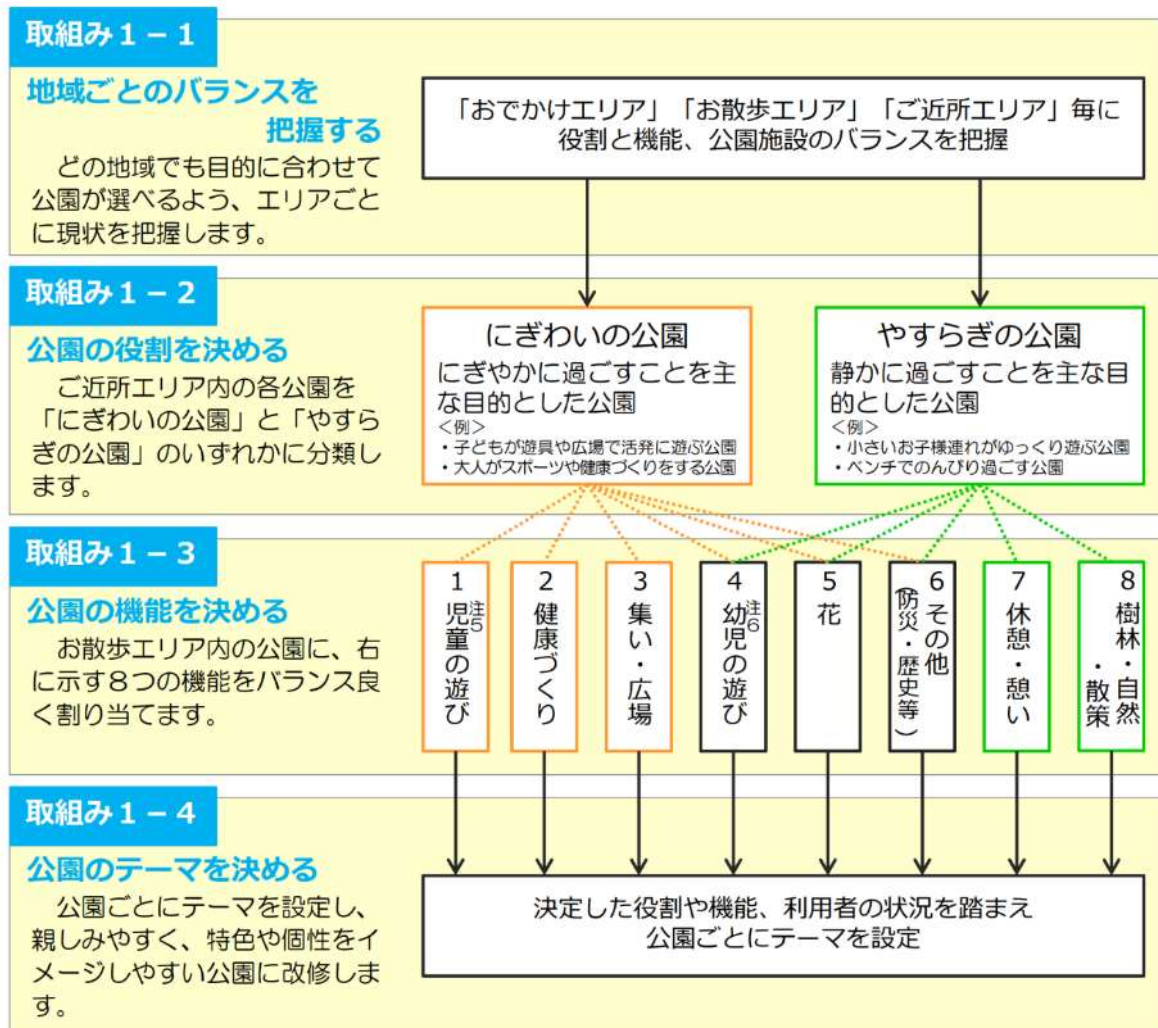 取組み1-1
地域ごとのバランスを
把握する
どの地域でも目的に合わせて
公園が選べるよう、エリアごと
に現状を把握します。
「おでかけエリア」「お散歩エリア」「ご近所エリア」毎に
役割と機能、公園施設のバランスを把握
取組み1-2
公園の役割を決める
ご近所エリア内の各公園を
「にぎわいの公園」と「やすら
ぎの公園」のいずれかに分類し
ます。
にぎわいの公園
にぎやかに過ごすことを主
な目的とした公園
<例>
・子どもが遊具や広場で活発に遊ぶ公園
・大人がスポーツや健康づくりをする公園
やすらぎの公園
静かに過ごすことを主な目
的とした公園
<例>
・小さいお子様連れがゆっくり遊ぶ公園
・ベンチでのんびり過ごす公園
取組み1-3
公園の機能を決める
お散歩エリア内の公園に、右
に示す8つの機能をバランス良
く割り当てます。
1 児童の遊び
注5
2 健康づくり
3 集い・広場
4 幼児の遊び
注6
5 花
6 その他
(防災・歴史等)
7 休憩・憩い
8 樹林・自然
・散策
取組み1-4
公園のテーマを決める
公園ごとにテーマを設定し、
親しみやすく、特色や個性をイ
メージしやすい公園に改修しま
す。
決定した役割や機能、利用者の状況を踏まえ
公園ごとにテーマを設定